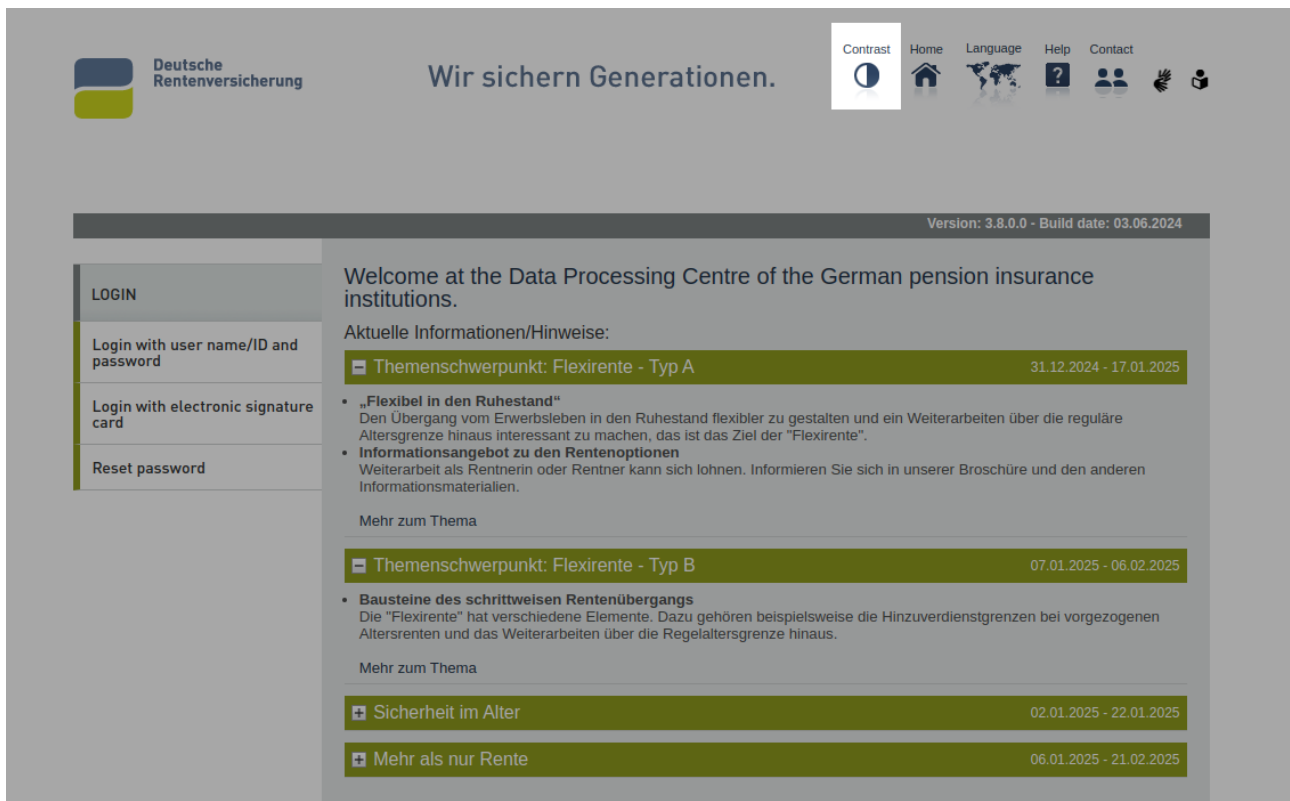 Deutsche
Rentenversicherung
Wir sichern Generationen.
Contrast
Home
Language
Help
Contact
?
Version: 3.8.0.0 - Build date: 03.06.2024
LOGIN
Login with user name/ID and
password
Login with electronic signature
card
Reset password
Welcome at the Data Processing Centre of the German pension insurance
institutions.
Aktuelle Informationen/Hinweise:
Themenschwerpunkt: Flexirente - Typ A 31.12.2024 - 17.01.2025
• „Flexibel in den Ruhestand“
Den Übergang vom Erwerbsleben in den Ruhestand flexibler zu gestalten und ein Weiterarbeiten über die reguläre
Altersgrenze hinaus interessant zu machen, das ist das Ziel der "Flexirente".
• Informationsangebot zu den Rentenoptionen
Weiterarbeit als Rentnerin oder Rentner kann sich lohnen. Informieren Sie sich in unserer Broschüre und den anderen
Informationsmaterialien.
Mehr zum Thema
Themenschwerpunkt: Flexirente - Typ B 07.01.2025 - 06.02.2025
• Bausteine des schrittweisen Rentenübergangs
Die "Flexirente" hat verschiedene Elemente. Dazu gehören beispielsweise die Hinzuverdienstgrenzen bei vorgezogenen
Altersrenten und das Weiterarbeiten über die Regelaltersgrenze hinaus.
Mehr zum Thema
Sicherheit im Alter 02.01.2025 - 22.01.2025
Mehr als nur Rente 06.01.2025 - 21.02.2025